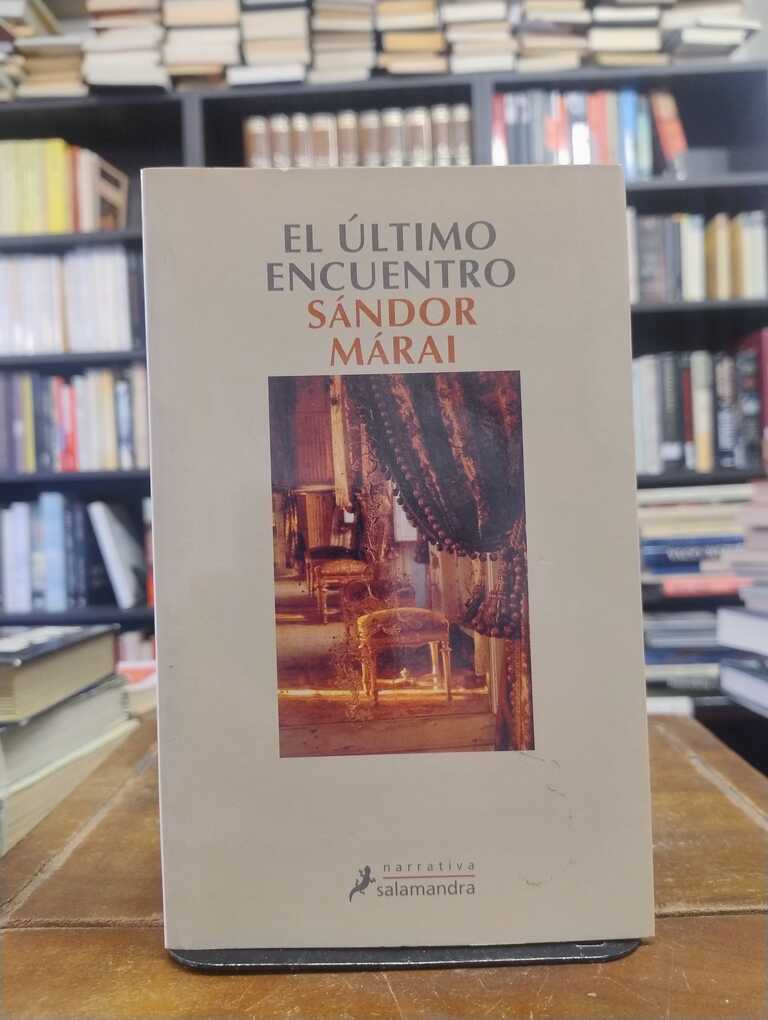 EL ÚLTIMO
ENCUENTRO
SÁNDOR
MÁRAI
narrativa
salamandra